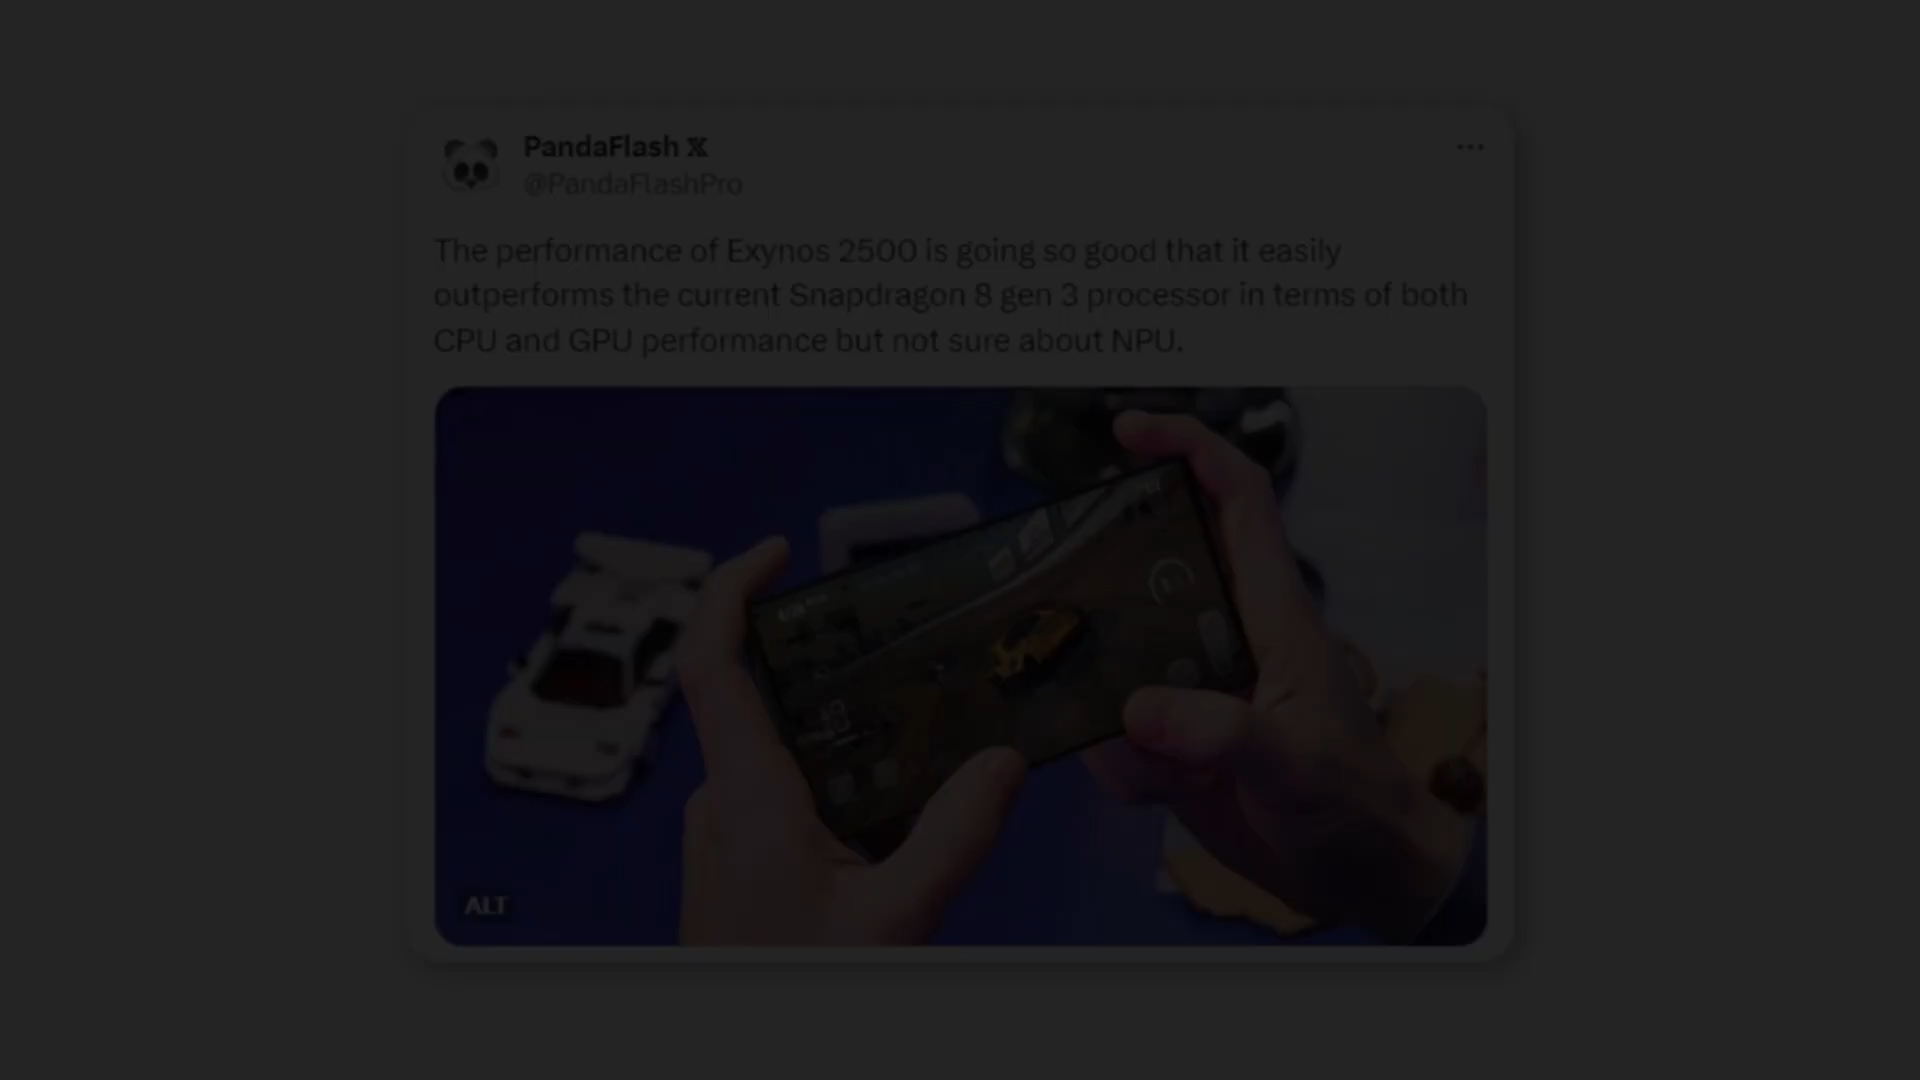 PandaFlash X
@PandaFlashPro
The performance of Exynos 2500 is going so good that it easily
outperforms the current Snapdragon 8 gen 3 processor in terms of both
CPU and GPU performance but not sure about NPU.
ALT